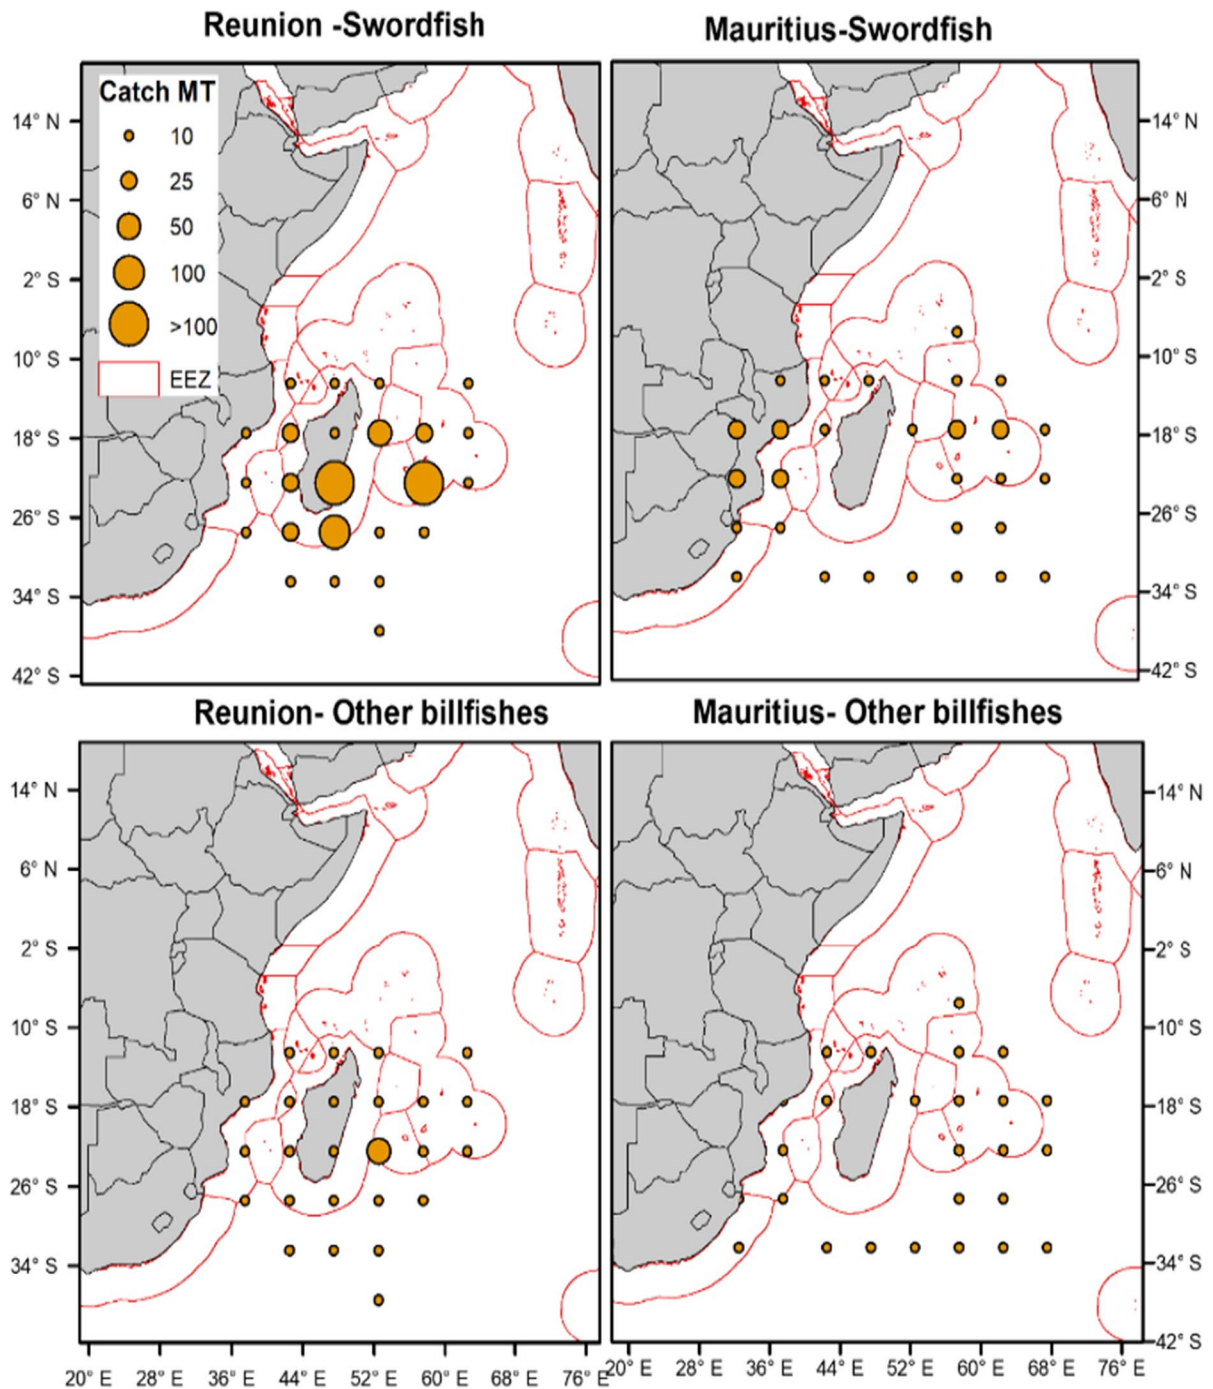 Reunion -Swordfish
Mauritius-Swordfish
Catch MT
10
25
50
100
>100
EEZ
14° N
6° N
2° S
10° S
18° S
26° S
34° S
42° S
14° N
6° N
2° S
10° S
18° S
26° S
34° S
42° S
Reunion- Other billfishes
Mauritius- Other billfishes
14° N
6° N
2° S
10° S
18° S
26° S
34° S
14° N
6° N
2° S
10° S
18° S
26° S
34° S
42° S
20° E 28° E 36° E 44° E 52° E 60° E 68° E 76° E
20° E 28° E 36° E 44° E 52° E 60° E 68° E 76° E